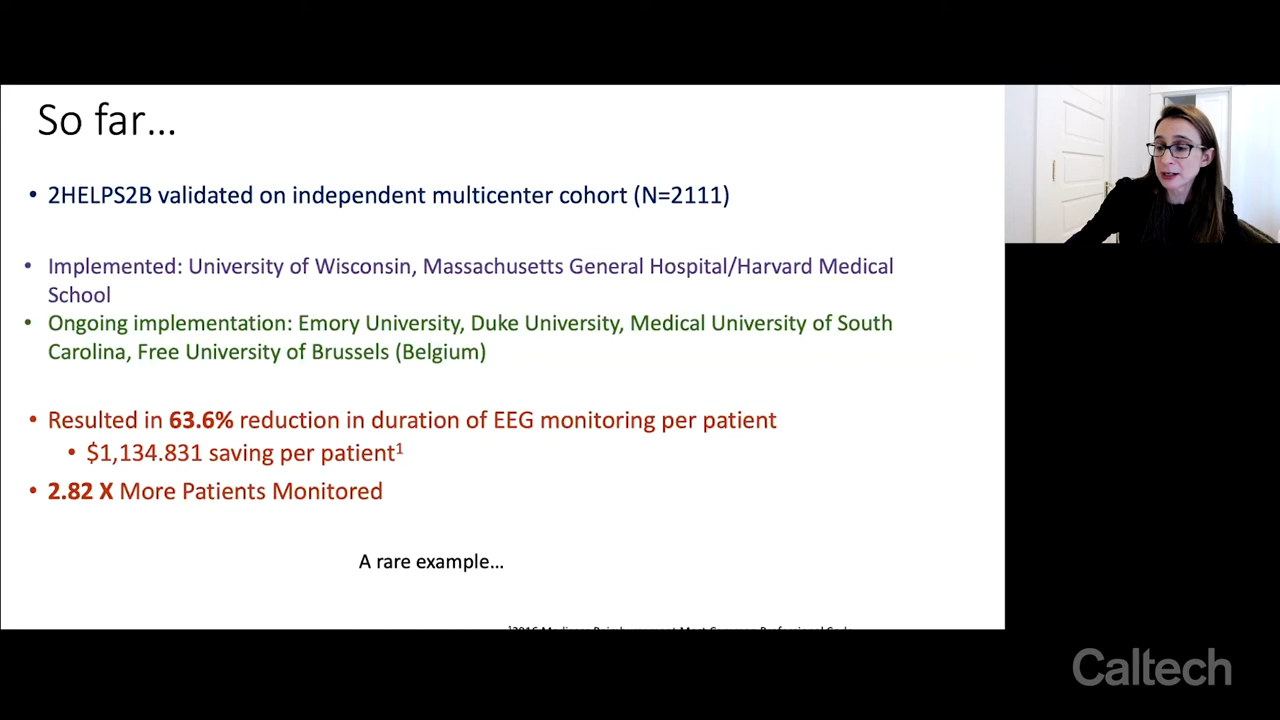 So far...
• 2HELPS2B validated on independent multicenter cohort (N=2111)
• Implemented: University of Wisconsin, Massachusetts General Hospital/Harvard Medical
School
• Ongoing implementation: Emory University, Duke University, Medical University of South
Carolina, Free University of Brussels (Belgium)
• Resulted in 63.6% reduction in duration of EEG monitoring per patient
• $1,134.831 saving per patient¹
• 2.82 X More Patients Monitored
A rare example...
Caltech